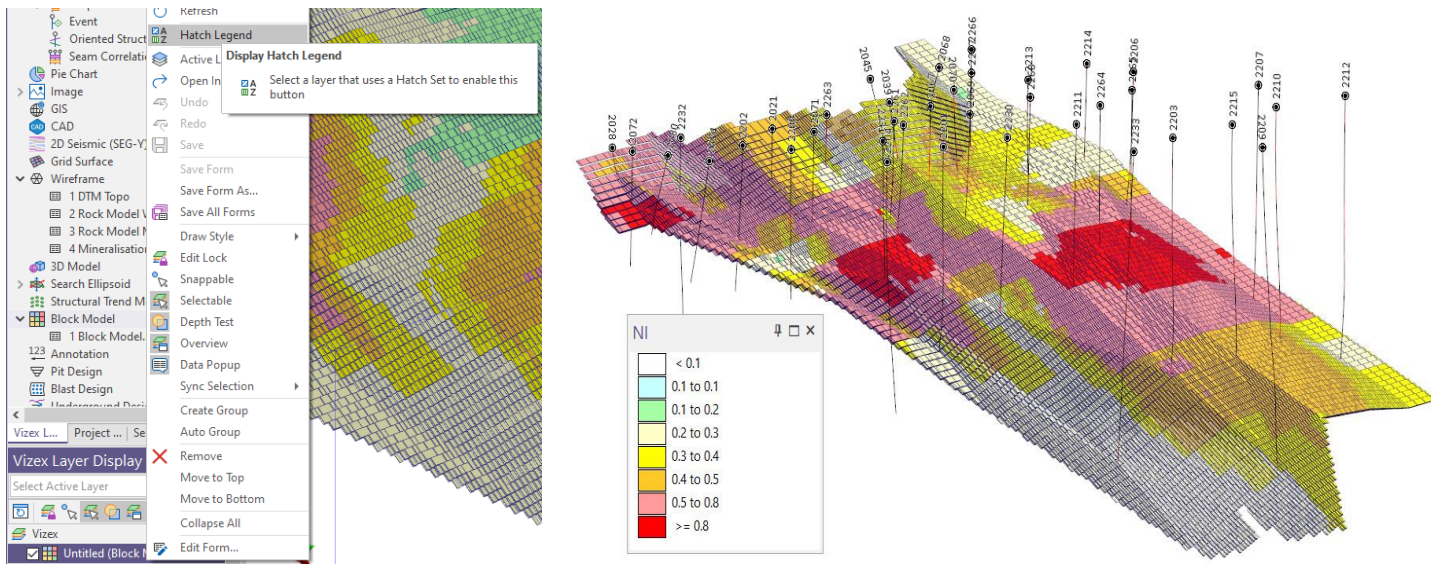 Event
Oriented Struct
Seam Correlati
Pie Chart
Image
GIS
CAD
2D Seismic (SEG-Y)
Grid Surface
Wireframe
1 DTM Topo
2 Rock Model
3 Rock Model
4 Mineralisation
3D Model
Search Ellipsoid
Structural Trend M
Block Model
1 Block Model.
123 Annotation
Pit Design
Blast Design
Vizex L...
Project ...
Se
Vizex Layer Display
Select Active Layer
Vizex
Untitled (Block
Refresh
Hatch Legend
Active L
Open In
Undo
Redo
Save
Save Form
Save Form As...
Save All Forms
Draw Style
Edit Lock
Snappable
Selectable
Depth Test
Overview
Data Popup
Sync Selection
Create Group
Auto Group
Remove
Move to Top
Move to Bottom
Collapse All
Edit Form...
Display Hatch Legend
Select a layer that uses a Hatch Set to enable this
button
2028
2072
2232
2021
2263
2045
2039
2068
2070
2266
2213
2214
2206
2264
2211
2230
2233
2203
2215
2207
2209
2210
2212
NI
< 0.1
0.1 to 0.1
0.1 to 0.2
0.2 to 0.3
0.3 to 0.4
0.4 to 0.5
0.5 to 0.8
>= 0.8